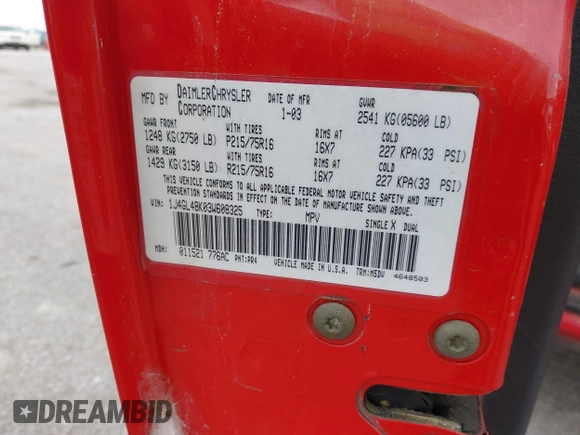 MFD BY DAIMLERCHRYSLER CORPORATION DATE OF MFR 1-03 GVWR 2541 KG(05600 LB)
GAWR FRONT WITH TIRES RIMS AT COLD
1248 KG(2750 LB) P215/75R16 16X7 227 KPA(33 PSI)
GAWR REAR WITH TIRES RIMS AT COLD
1429 KG(3150 LB) R215/75R16 16X7 227 KPA(33 PSI)
THIS VEHICLE CONFORMS TO ALL APPLICABLE FEDERAL MOTOR VEHICLE SAFETY, BUMPER AND THEFT
PREVENTION STANDARDS IN EFFECT ON THE DATE OF MANUFACTURE SHOWN ABOVE.
VIN: 1J4GL48K03W608325 TYPE: MPV SINGLE X DUAL
MDH: 011521 776AC PNT:PR4 VEHICLE MADE IN U.S.A. TRM:M5DV 4648503
DREAMBID